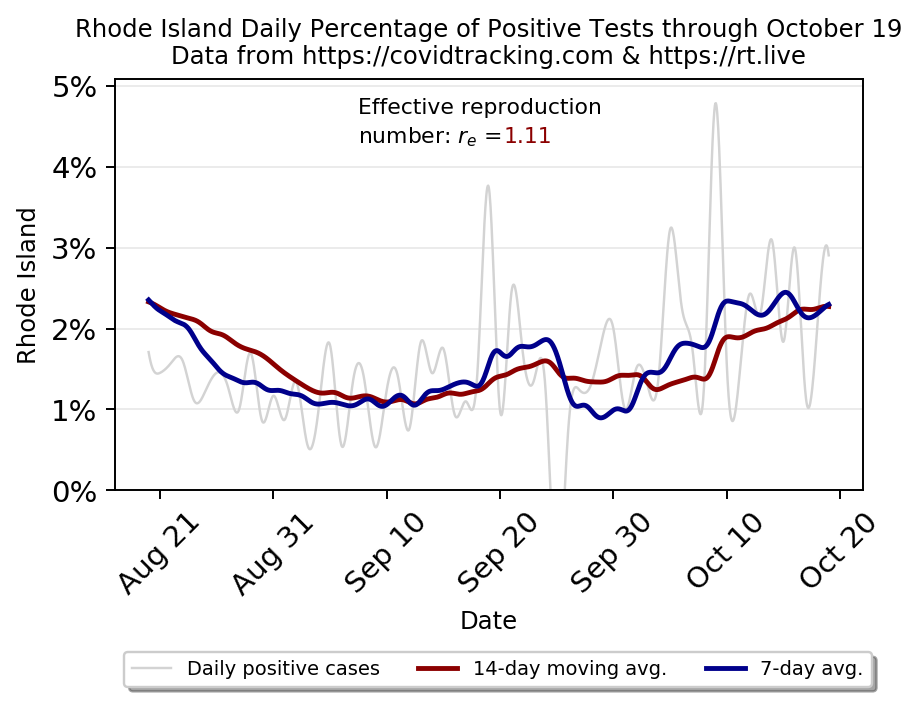 Rhode Island Daily Percentage of Positive Tests through October 19
Data from https://covidtracking.com & https://rt.live
Effective reproduction
number: rₑ =1.11
5%
4%
3%
2%
1%
0%
Rhode Island
Aug 21
Aug 31
Sep 10
Sep 20
Sep 30
Oct 10
Oct 20
Date
Daily positive cases
14-day moving avg.
7-day avg.